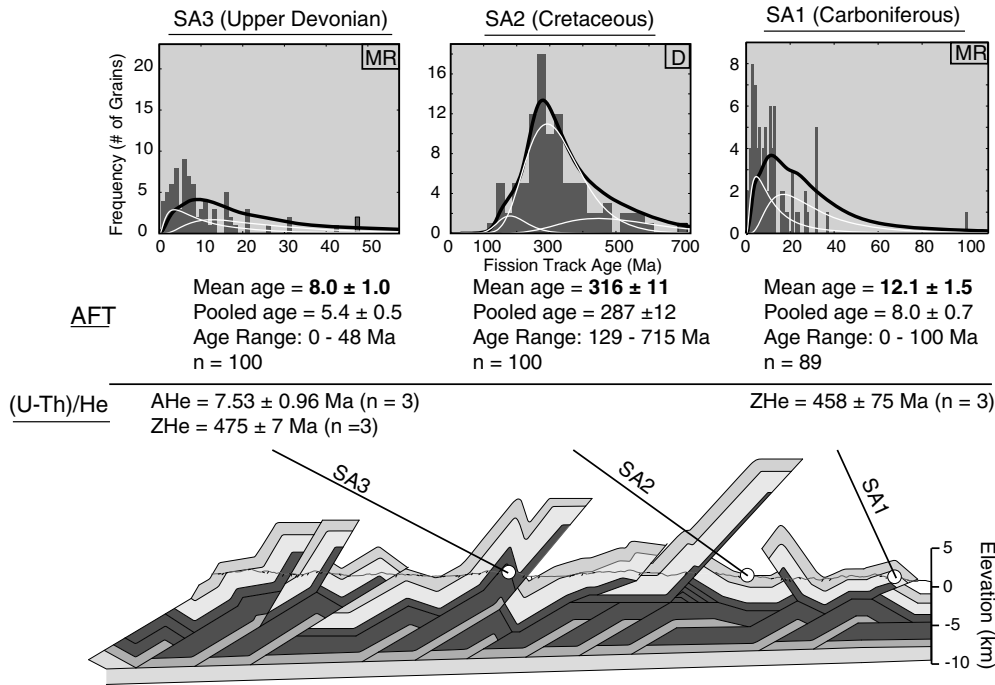 SA3 (Upper Devonian)
SA2 (Cretaceous)
SA1 (Carboniferous)
MR
D
MR
Frequency (# of Grains)
20
15
10
5
0
0 10 20 30 40 50
16
12
8
4
0
0 100 300 500 700
8
6
4
2
0
0 20 40 60 80 100
Fission Track Age (Ma)
AFT
Mean age = 8.0 ± 1.0
Pooled age = 5.4 ± 0.5
Age Range: 0 - 48 Ma
n = 100
Mean age = 316 ± 11
Pooled age = 287 ±12
Age Range: 129 - 715 Ma
n = 100
Mean age = 12.1 ± 1.5
Pooled age = 8.0 ± 0.7
Age Range: 0 - 100 Ma
n = 89
(U-Th)/He
AHe = 7.53 ± 0.96 Ma (n = 3)
ZHe = 475 ± 7 Ma (n =3)
ZHe = 458 ± 75 Ma (n = 3)
SA3
SA2
SA1
5
0
-5
-10
Elevation (km)